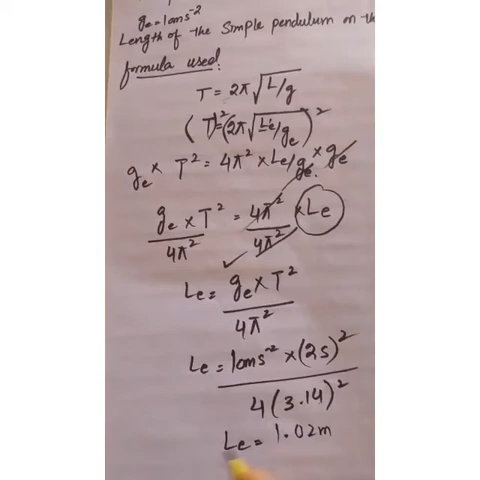 ge = 10ms⁻²
Length of the Simple pendulum on the
formula used:
T = 2π√L/g
(T)² = (2π√Le/ge)²
ge × T² = 4π² × Le/ge × ge
ge × T² / 4π² = 4π² / 4π² × Le
Le = ge × T² / 4π²
Le = 10ms⁻² × (2s)² / 4(3.14)²
Le = 1.02m